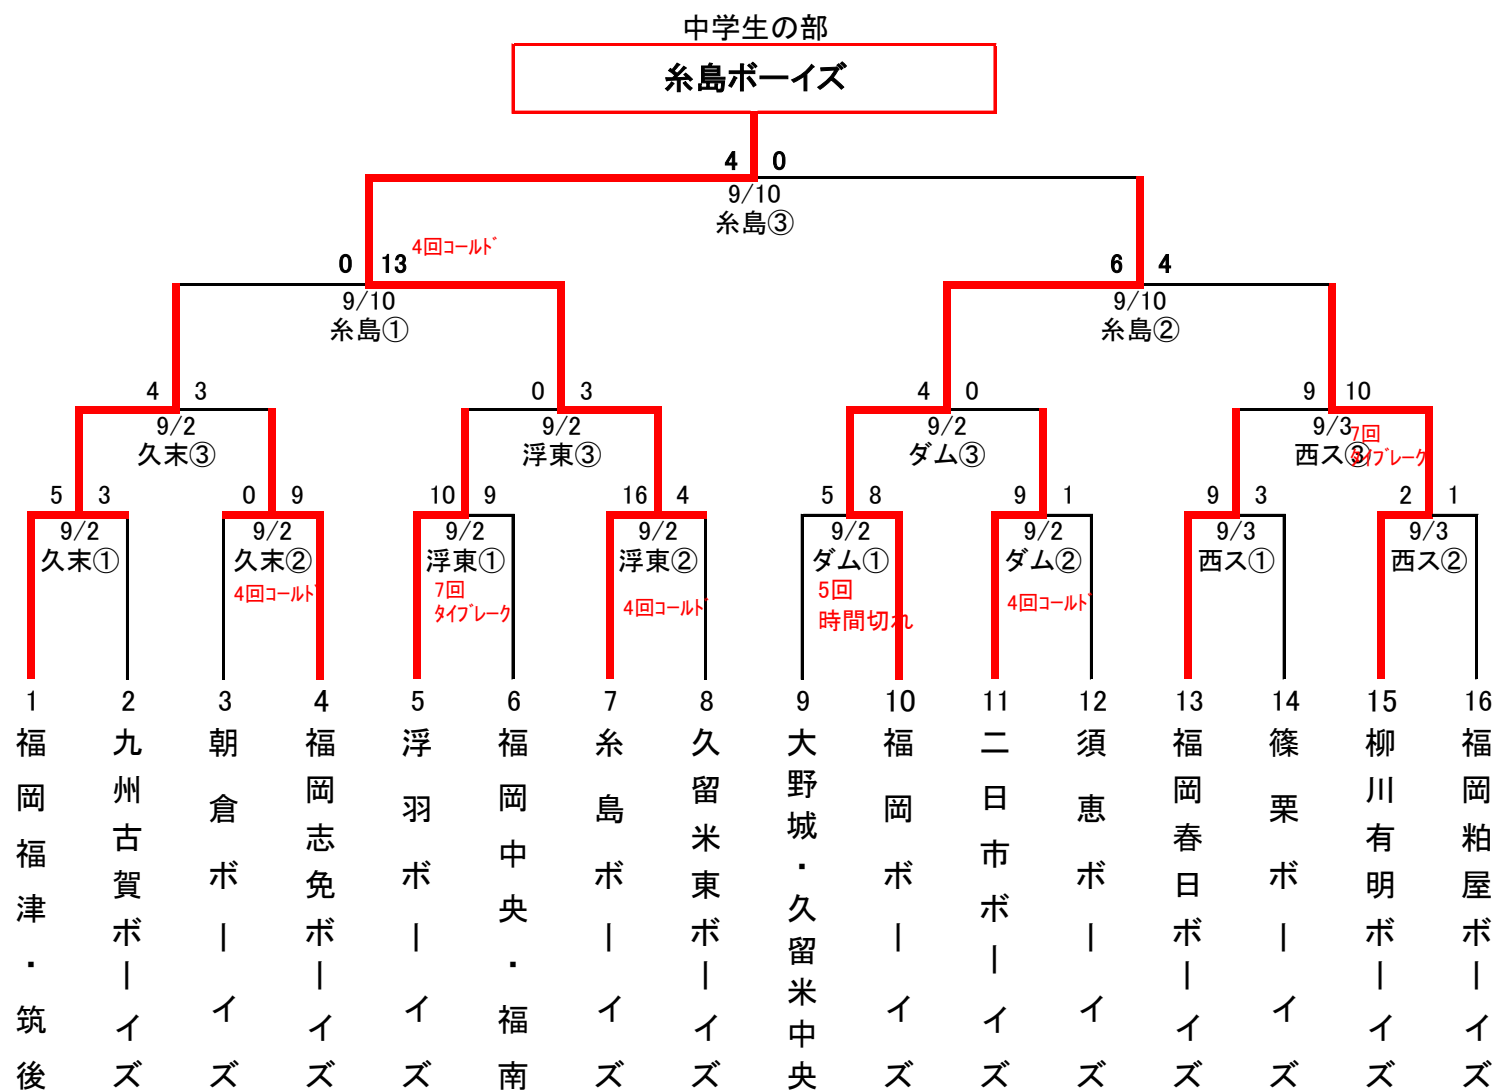 中学生の部
糸島ボーイズ
4 0
9/10
糸島③
4回コールド
0 13
9/10
糸島①
6 4
9/10
糸島②
4 3
9/2
久末③
0 3
9/2
浮東③
4 0
9/2
ダム③
9 10
9/3
西ス③
7回
タイブレーク
5 3
9/2
久末①
0 9
9/2
久末②
4回コールド
10 9
9/2
浮東①
7回
タイブレーク
16 4
9/2
浮東②
4回コールド
5 8
9/2
ダム①
5回
時間切れ
9 1
9/2
ダム②
4回コールド
9 3
9/3
西ス①
2 1
9/3
西ス②
1
福岡福津・筑後
2
九州古賀ボーイズ
3
朝倉ボーイズ
4
福岡志免ボーイズ
5
浮羽ボーイズ
6
福岡中央・福南
7
糸島ボーイズ
8
久留米東ボーイズ
9
大野城・久留米中央
10
福岡ボーイズ
11
二日市ボーイズ
12
須恵ボーイズ
13
福岡春日ボーイズ
14
篠栗ボーイズ
15
柳川有明ボーイズ
16
福岡粕屋ボーイズ